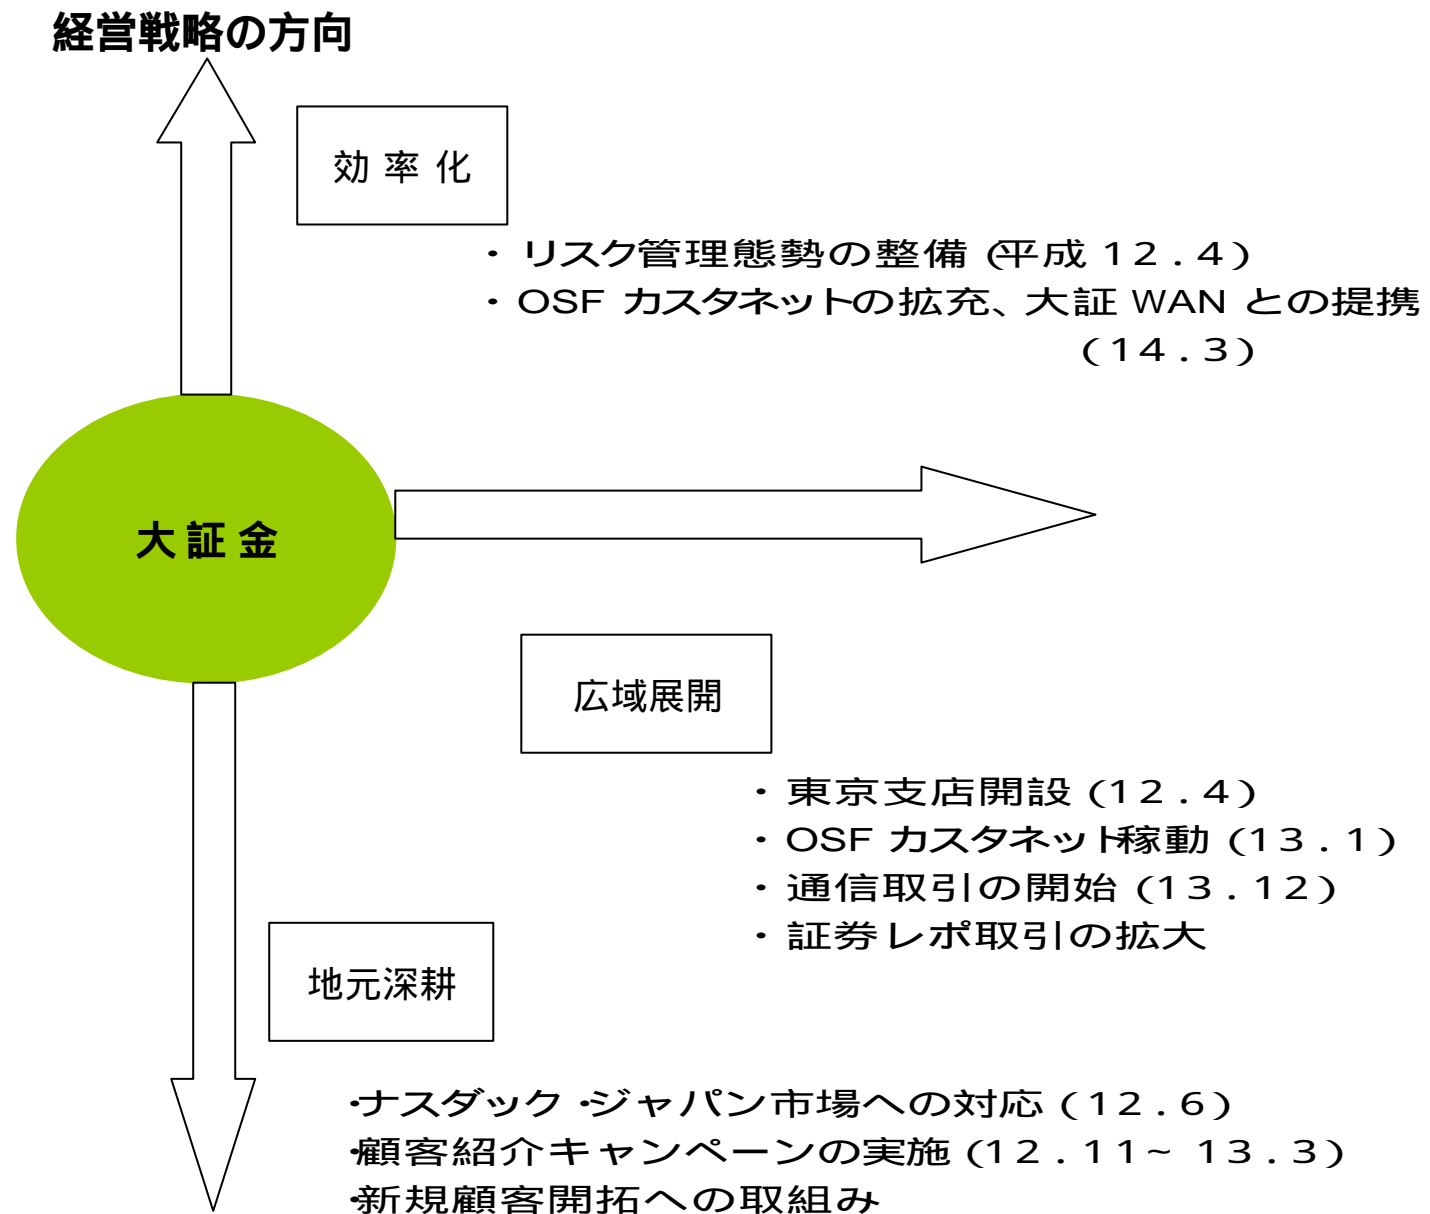 経営戦略の方向
効 率 化
・ リスク管理態勢の整備 (平成 12.4)
・ OSF カスタネットの拡充、大証 WAN との提携
(14.3)
大 証 金
広域展開
・ 東京支店開設 (12.4)
・ OSF カスタネット稼動 (13.1)
・ 通信取引の開始 (13.12)
・ 証券レポ取引の拡大
地元深耕
・ナスダック・ジャパン市場への対応 (12.6)
・顧客紹介キャンペーンの実施 (12.11~ 13.3)
・新規顧客開拓への取組み